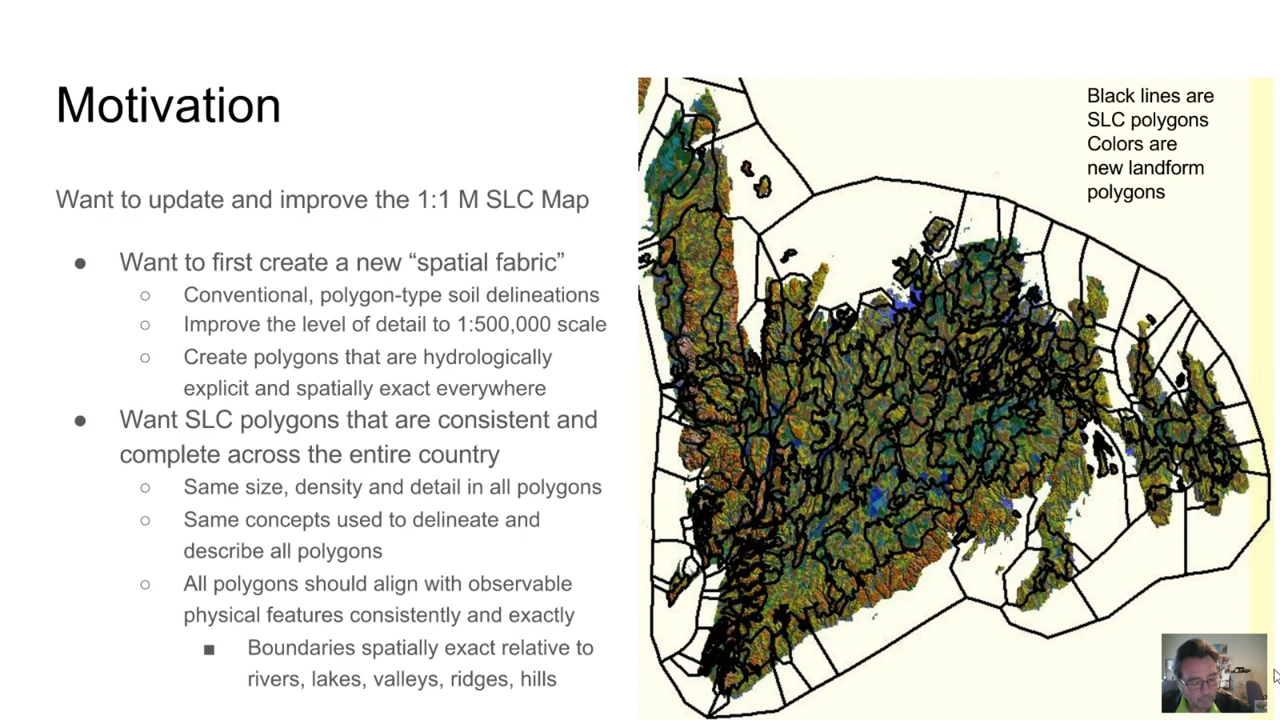 Motivation
Want to update and improve the 1:1 M SLC Map
● Want to first create a new “spatial fabric”
○ Conventional, polygon-type soil delineations
○ Improve the level of detail to 1:500,000 scale
○ Create polygons that are hydrologically
explicit and spatially exact everywhere
● Want SLC polygons that are consistent and
complete across the entire country
○ Same size, density and detail in all polygons
○ Same concepts used to delineate and
describe all polygons
○ All polygons should align with observable
physical features consistently and exactly
■ Boundaries spatially exact relative to
rivers, lakes, valleys, ridges, hills
Black lines are
SLC polygons
Colors are
new landform
polygons